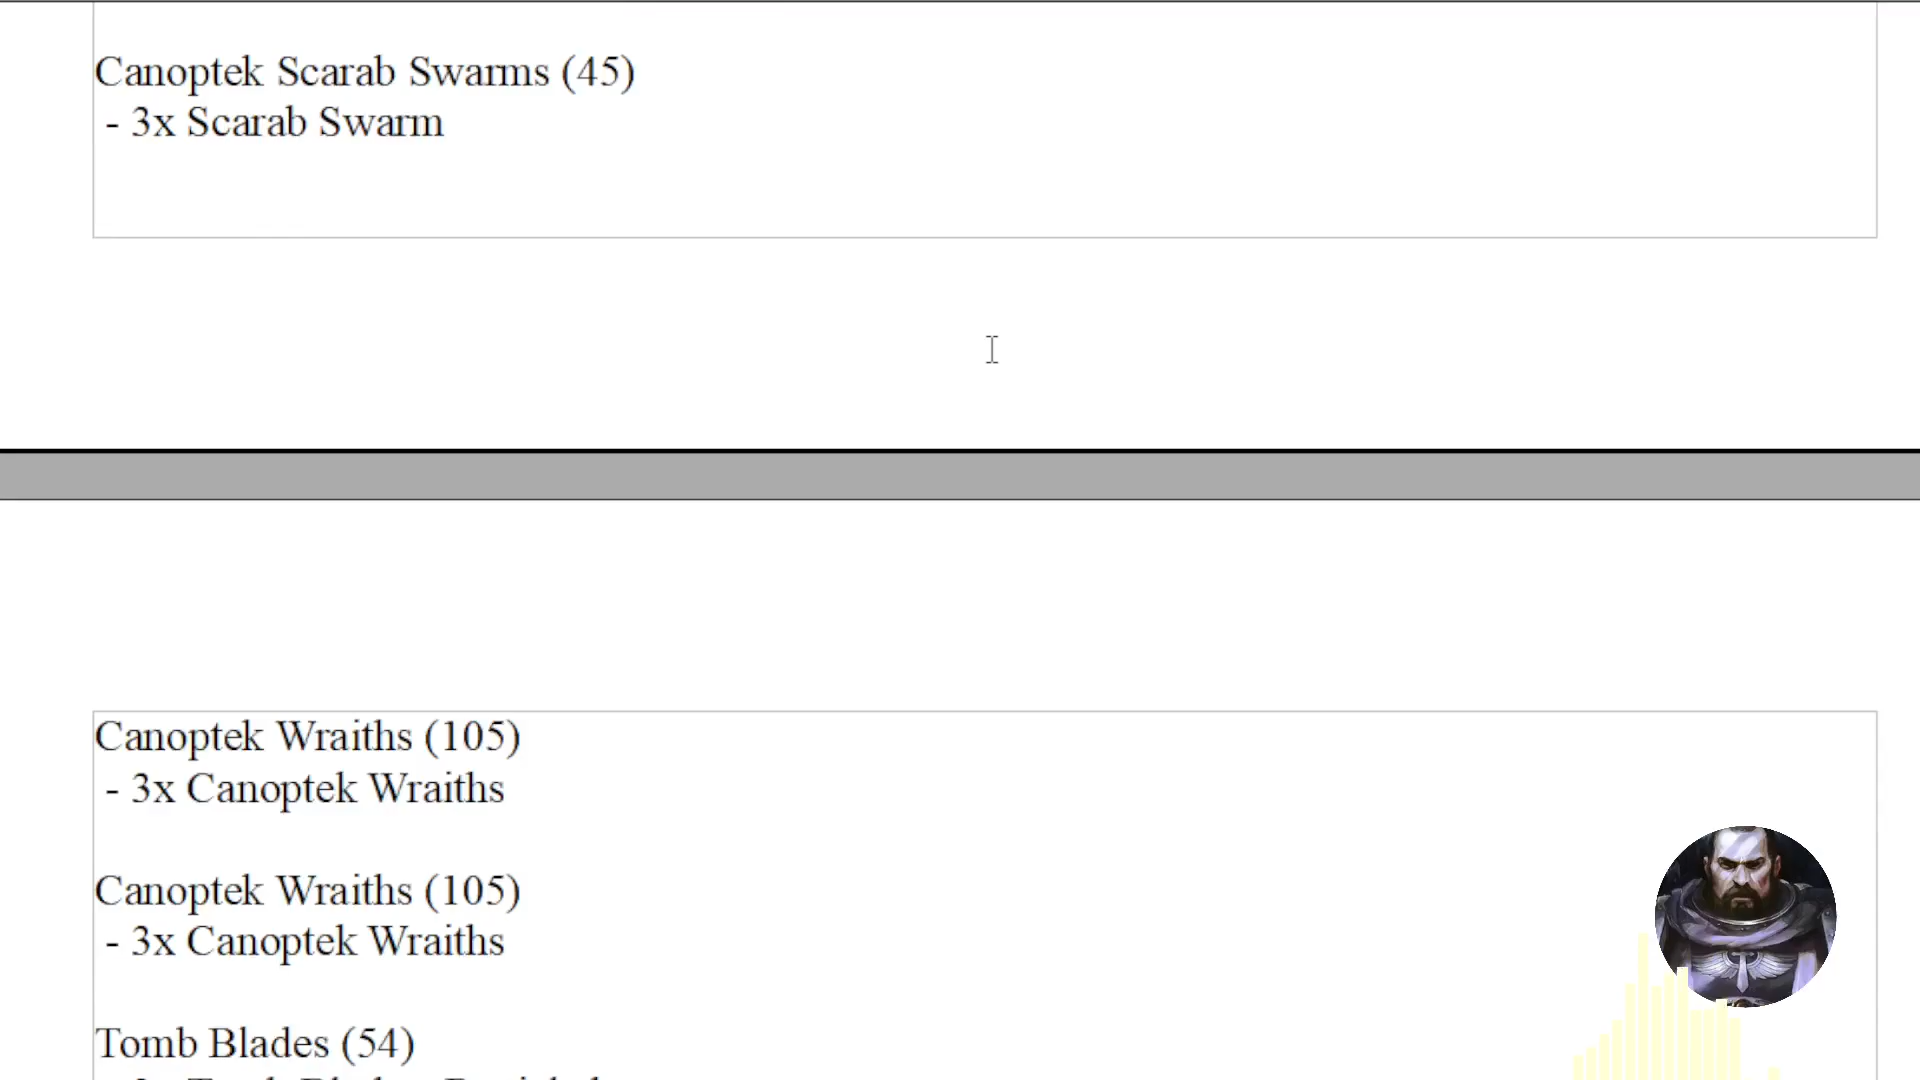 Canoptek Scarab Swarms (45)
- 3x Scarab Swarm
Canoptek Wraiths (105)
- 3x Canoptek Wraiths
Canoptek Wraiths (105)
- 3x Canoptek Wraiths
Tomb Blades (54)